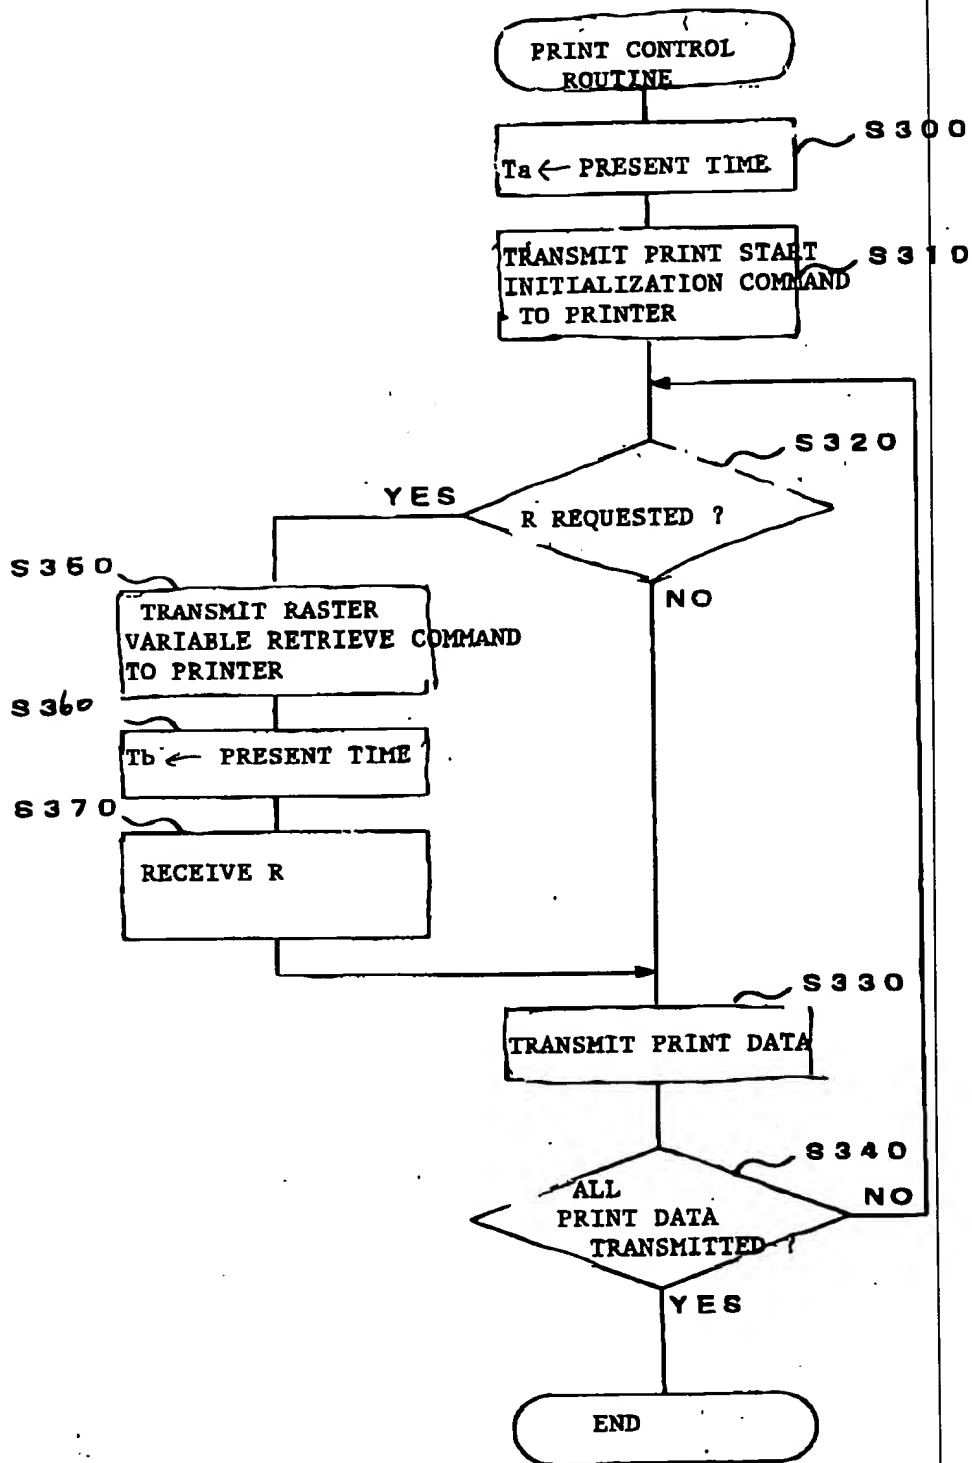 PRINT CONTROL
ROUTINE
S300
Ta ← PRESENT TIME
S310
TRANSMIT PRINT START
INITIALIZATION COMMAND
TO PRINTER
S320
YES
R REQUESTED ?
NO
S350
TRANSMIT RASTER
VARIABLE RETRIEVE COMMAND
TO PRINTER
S360
Tb ← PRESENT TIME
S370
RECEIVE R
S330
TRANSMIT PRINT DATA
S340
ALL
PRINT DATA
TRANSMITTED ?
NO
YES
END